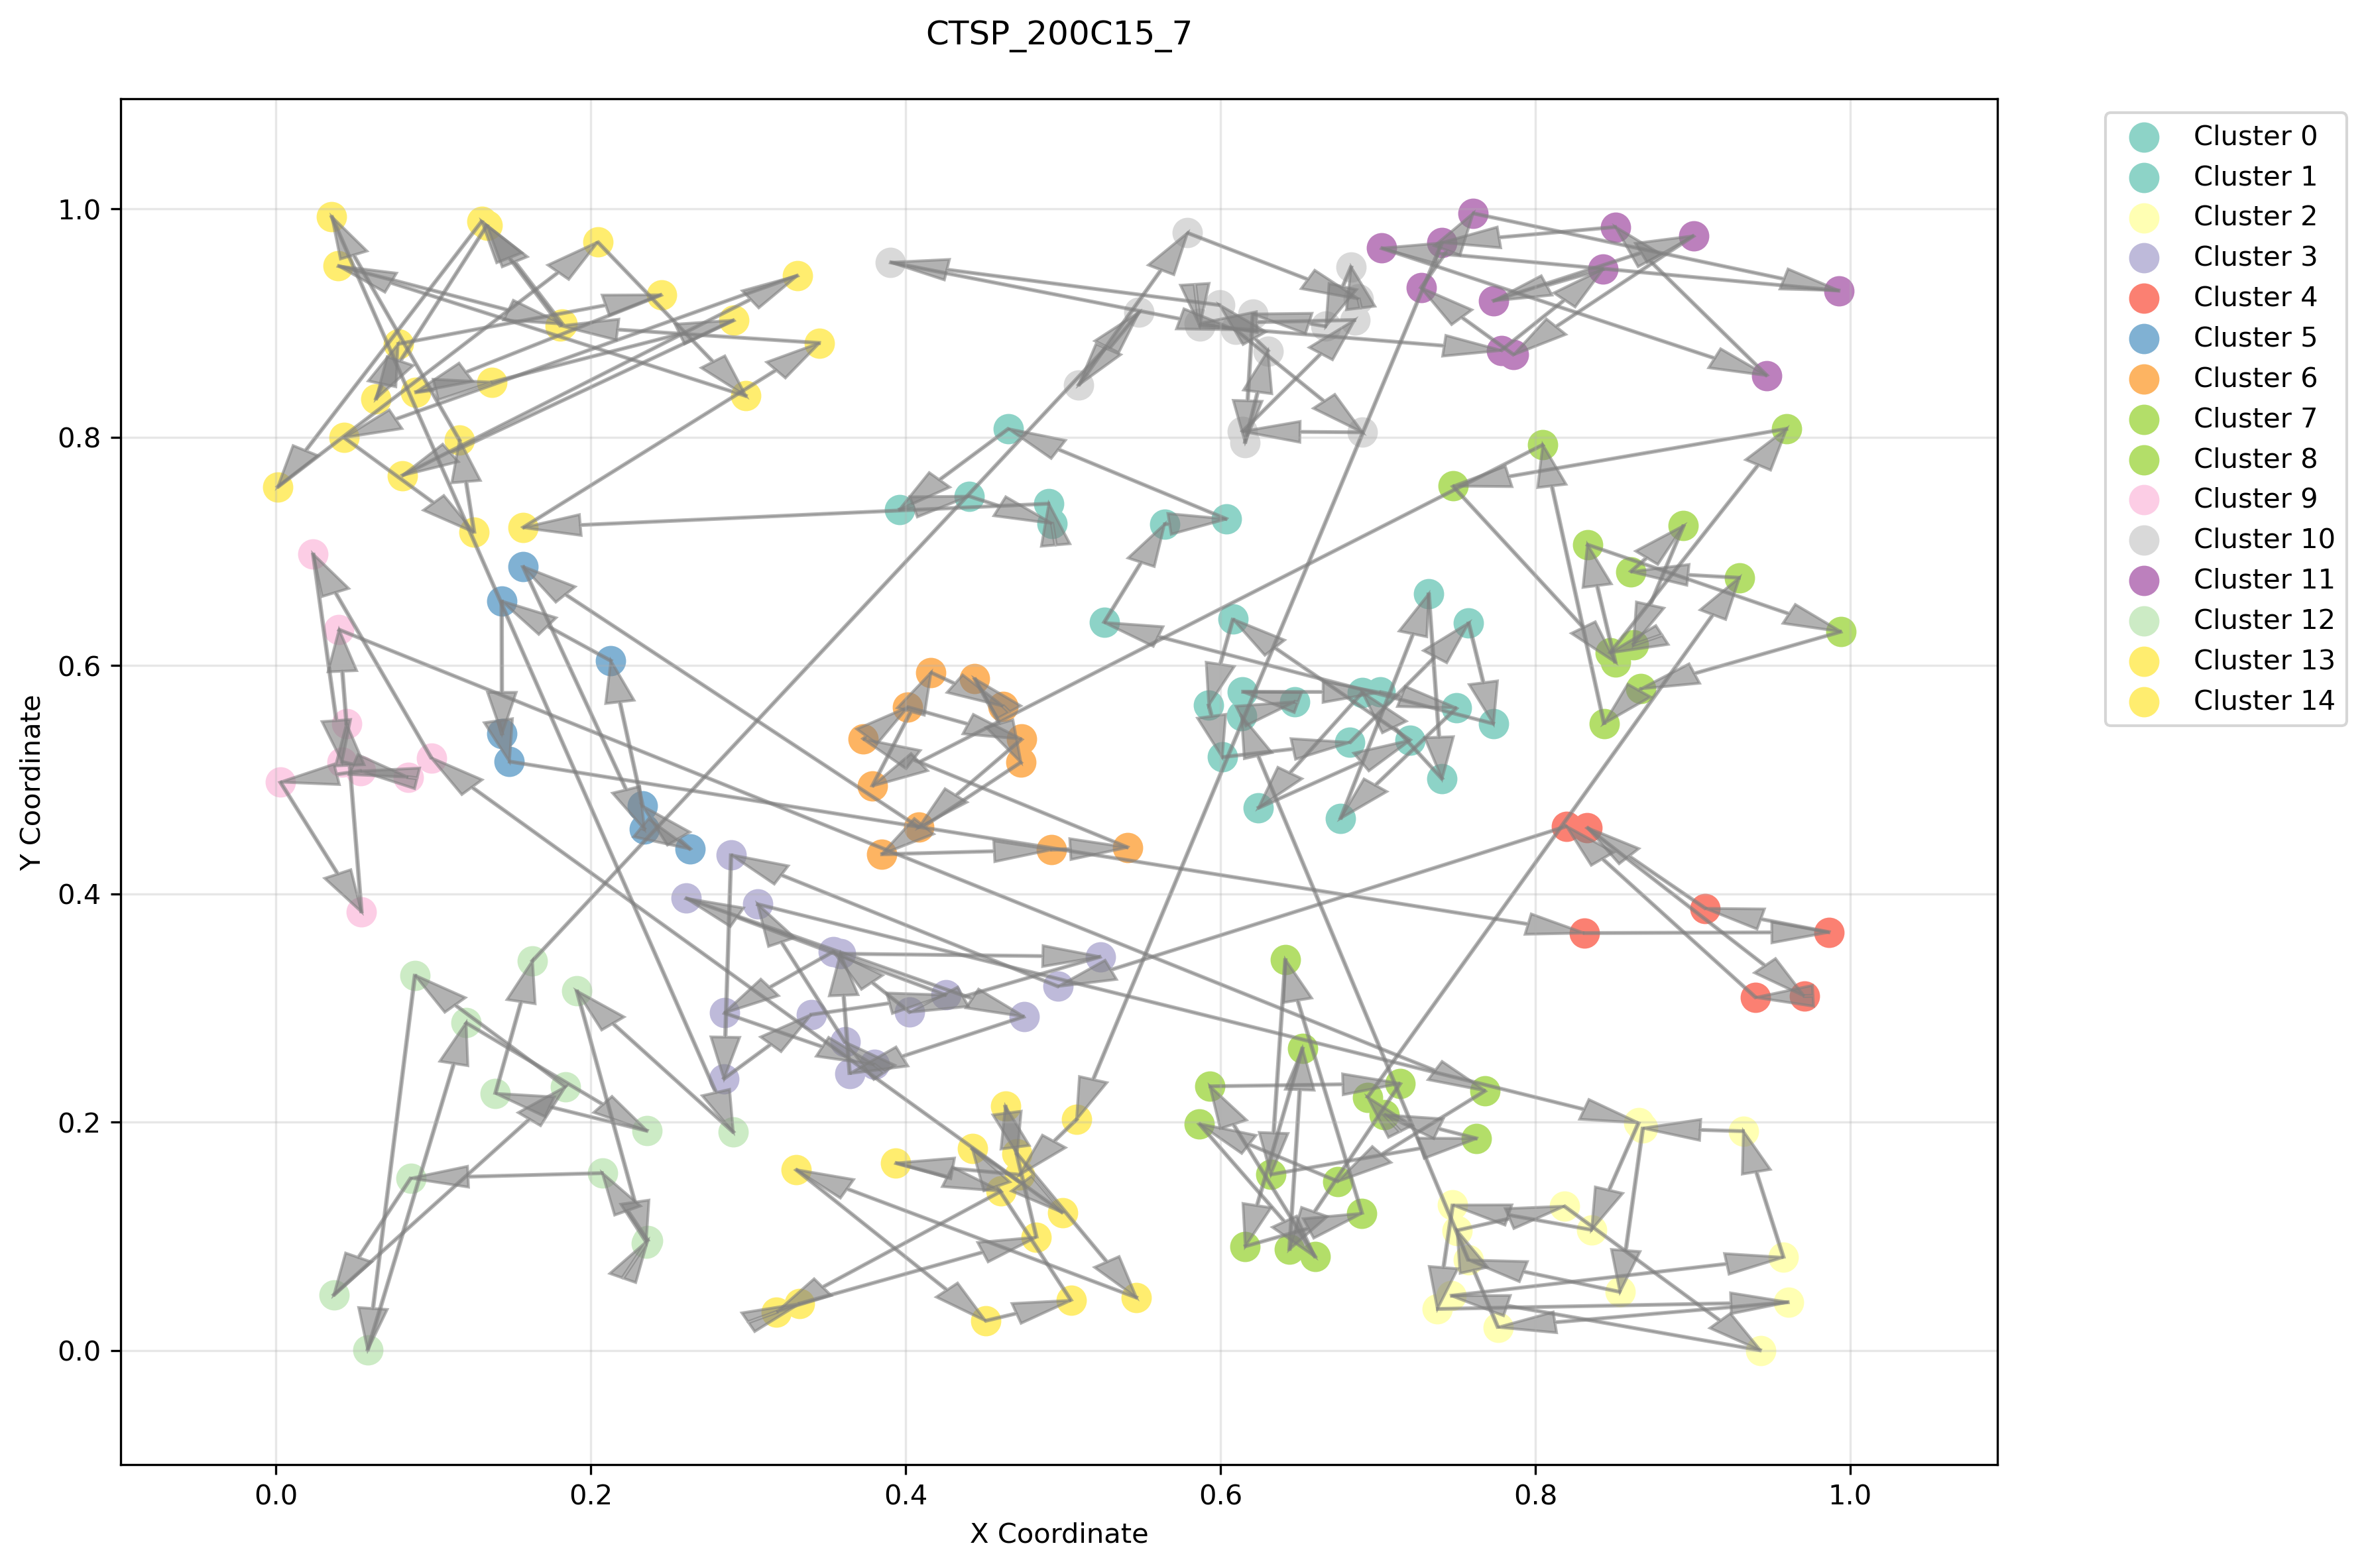 CTSP_200C15_7
Y Coordinate
1.0
0.8
0.6
0.4
0.2
0.0
0.0
0.2
0.4
0.6
0.8
1.0
X Coordinate
Cluster 0
Cluster 1
Cluster 2
Cluster 3
Cluster 4
Cluster 5
Cluster 6
Cluster 7
Cluster 8
Cluster 9
Cluster 10
Cluster 11
Cluster 12
Cluster 13
Cluster 14